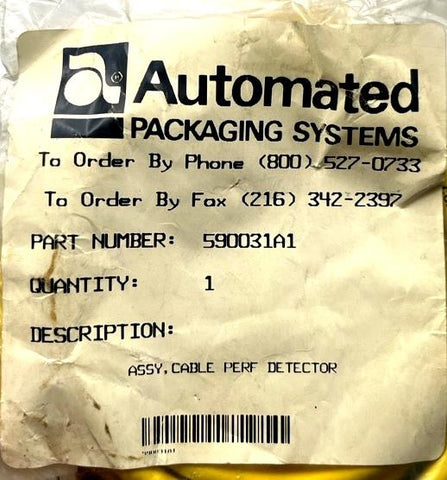 a®
Automated
PACKAGING SYSTEMS
To Order By Phone (800) 527-0733
To Order By Fax (216) 342-2397
PART NUMBER: 590031A1
QUANTITY: 1
DESCRIPTION:
ASSY,CABLE PERF DETECTOR